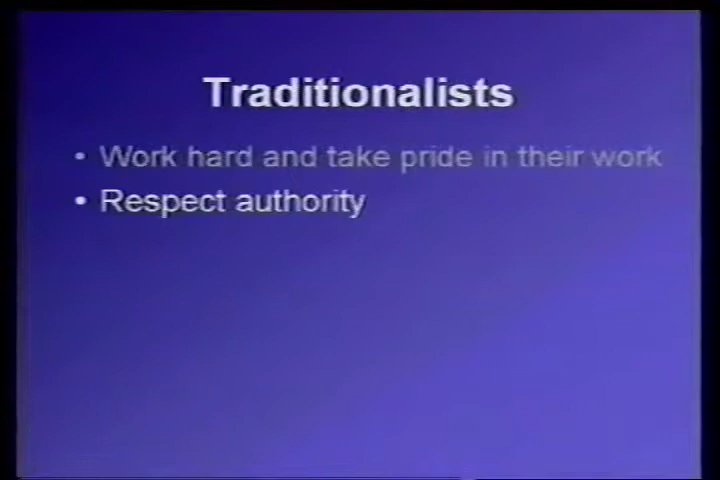 Traditionalists
• Work hard and take pride in their work
• Respect authority